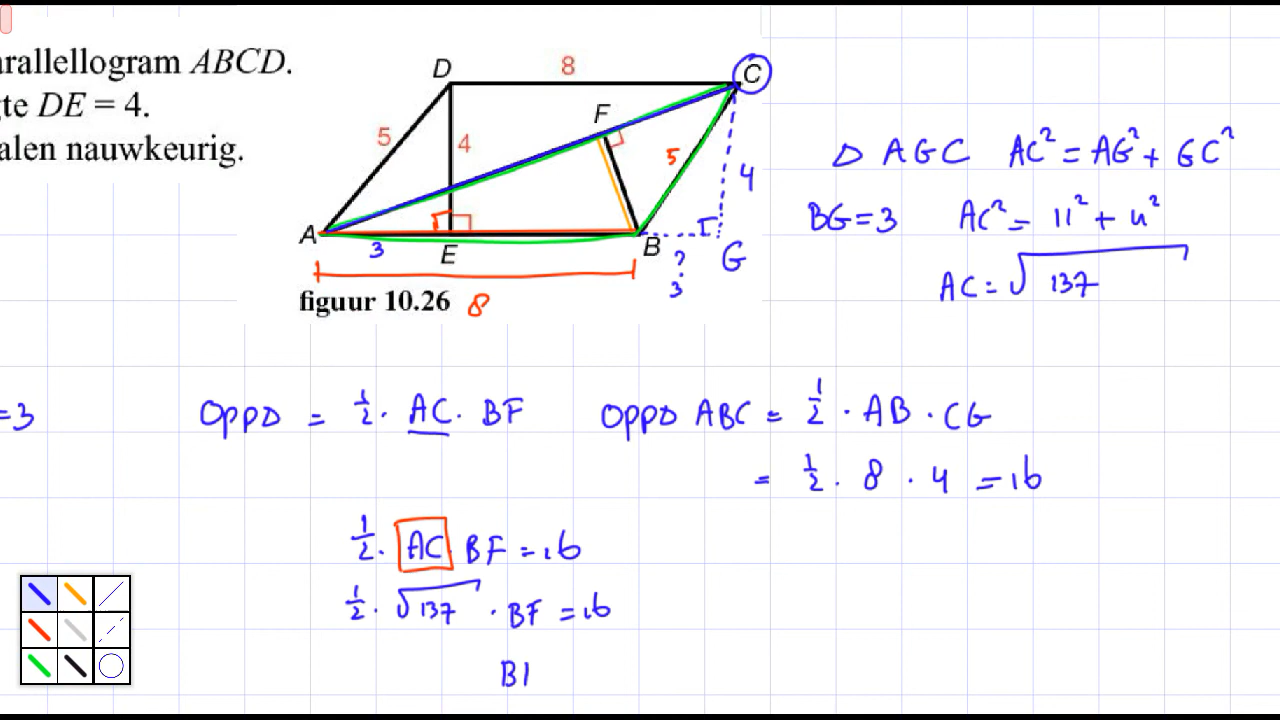 arallellogram ABCD.
gte DE = 4.
alen nauwkeurig.
D 8 C
5 4 F 5 4
A 3 E B ? G
3
figuur 10.26 8
Δ AGC AC² = AG² + GC²
BG = 3 AC² = 11² + 4²
AC = √137
=3 OPPΔ = ½ · AC · BF OPPΔ ABC = ½ · AB · CG
= ½ · 8 · 4 = 16
½ · AC · BF = 16
½ · √137 · BF = 16